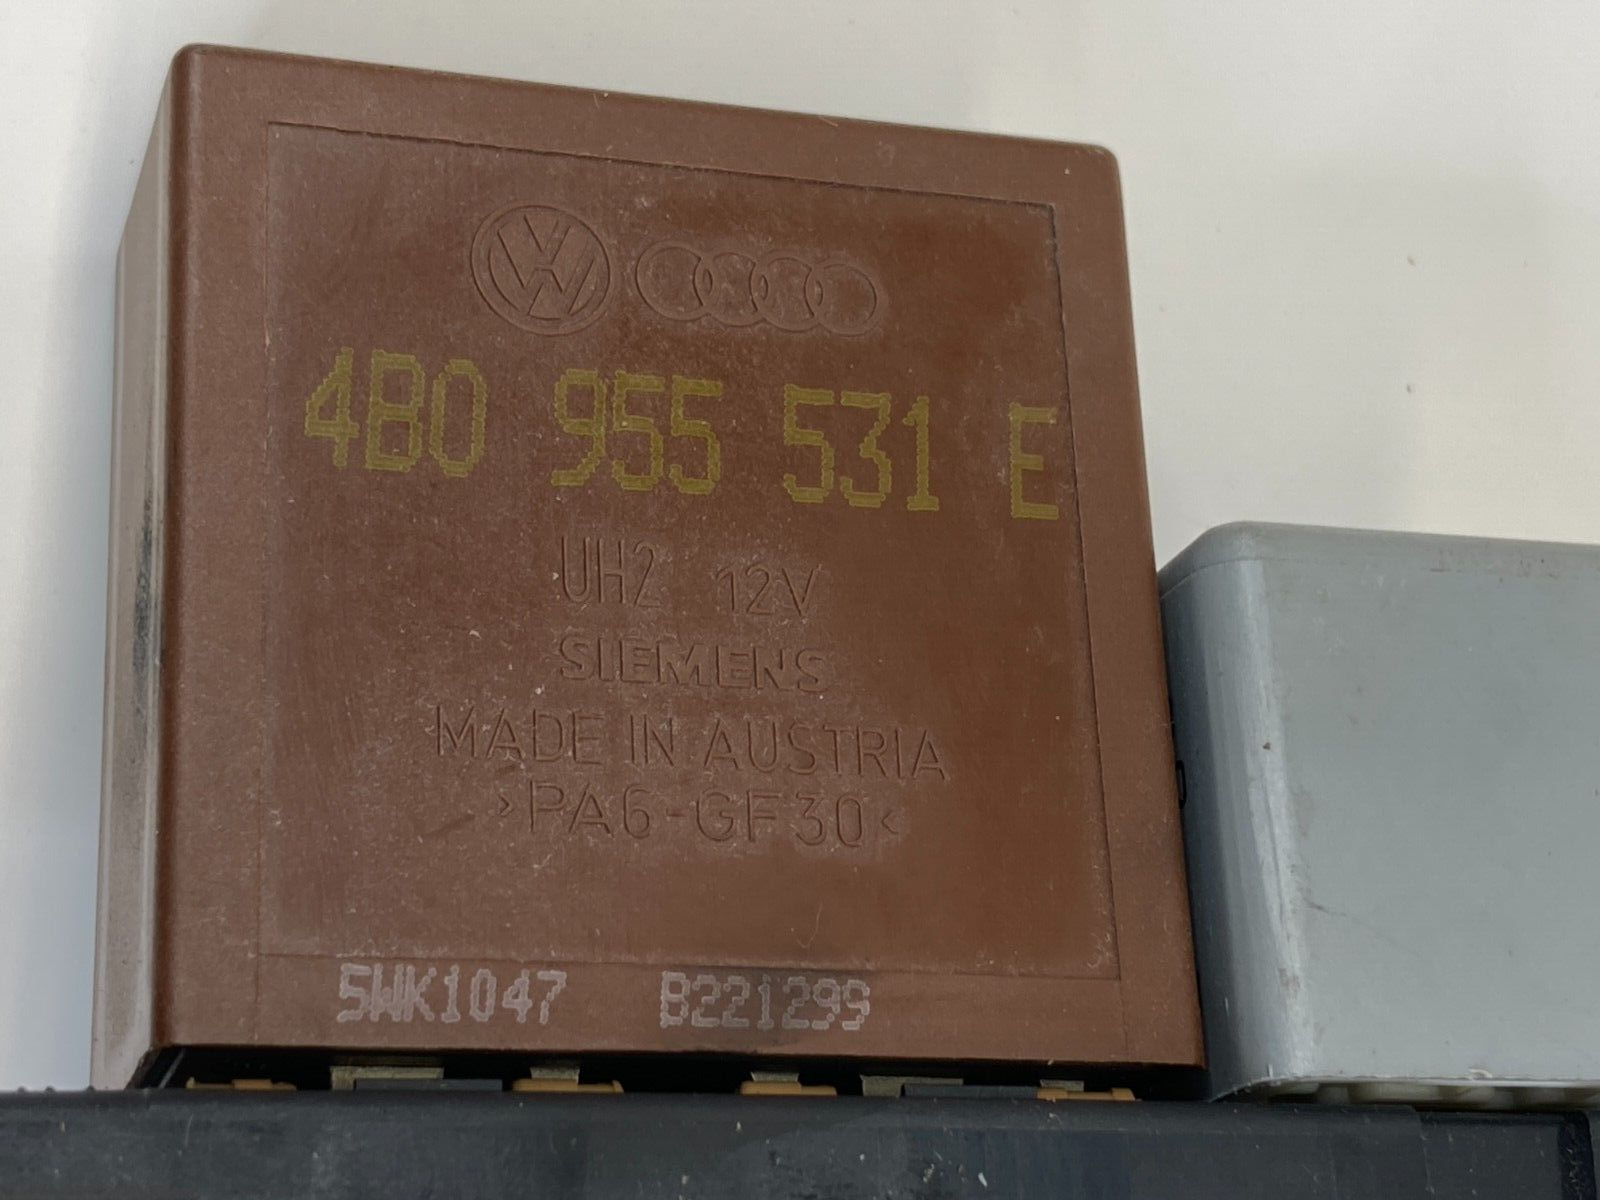 4B0 955 531 E
UH2 12V
SIEMENS
MADE IN AUSTRIA
>PA6-GF30<
5WK1047 B221299